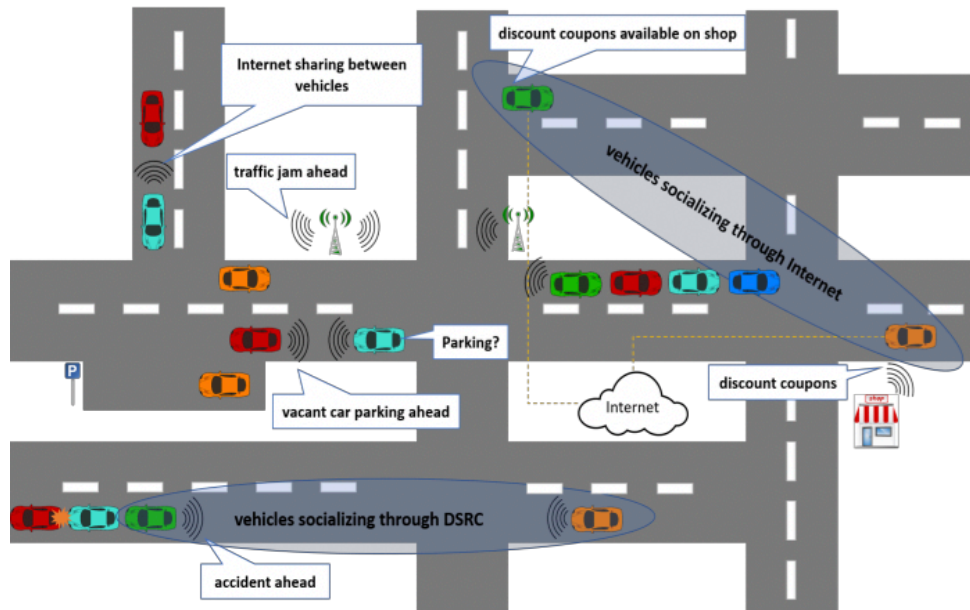 discount coupons available on shop
Internet sharing between
vehicles
traffic jam ahead
vehicles socializing through Internet
Parking?
P
vacant car parking ahead
discount coupons
Internet
shop
vehicles socializing through DSRC
accident ahead